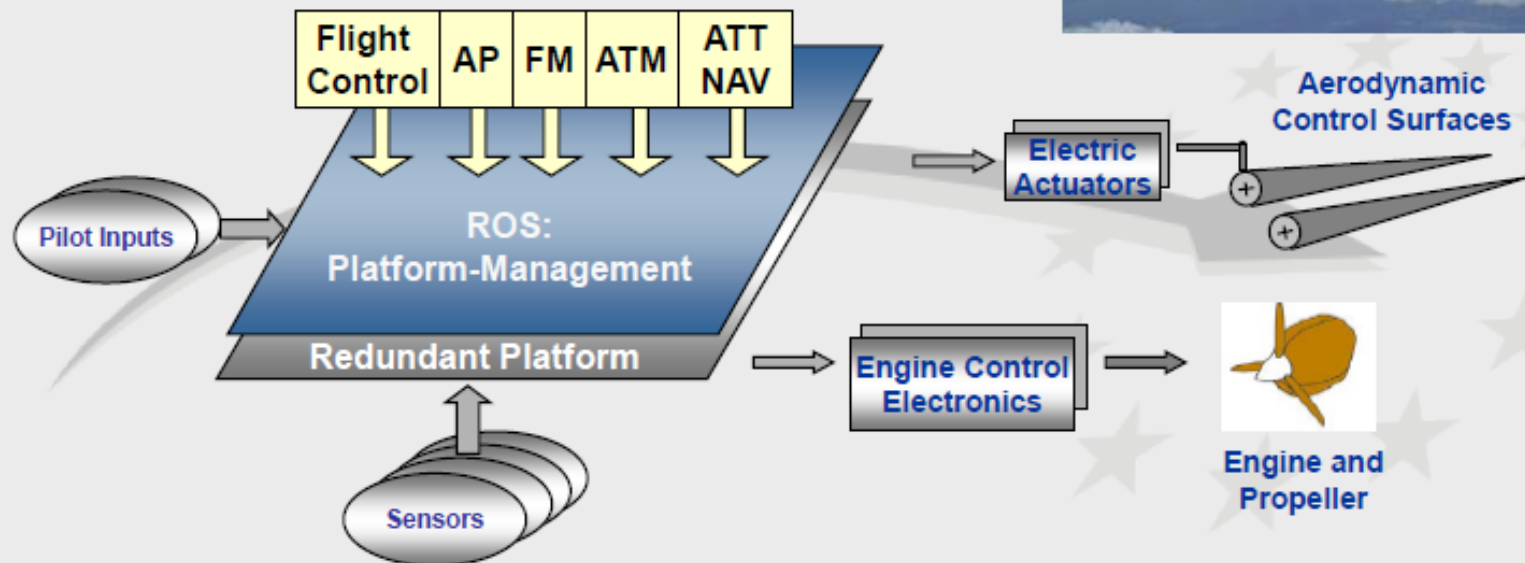 Flight
Control
AP
FM
ATM
ATT
NAV
Aerodynamic
Control Surfaces
Electric
Actuators
Pilot Inputs
ROS:
Platform-Management
Redundant Platform
Engine Control
Electronics
Engine and
Propeller
Sensors